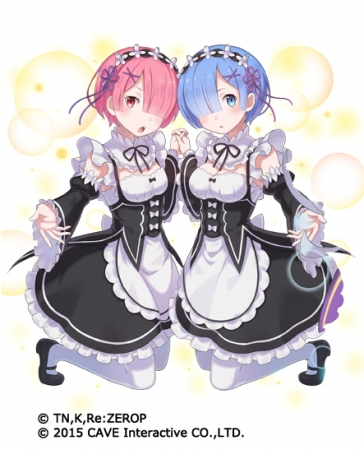 © TN,K,Re:ZEROP
© 2015 CAVE Interactive CO.,LTD.